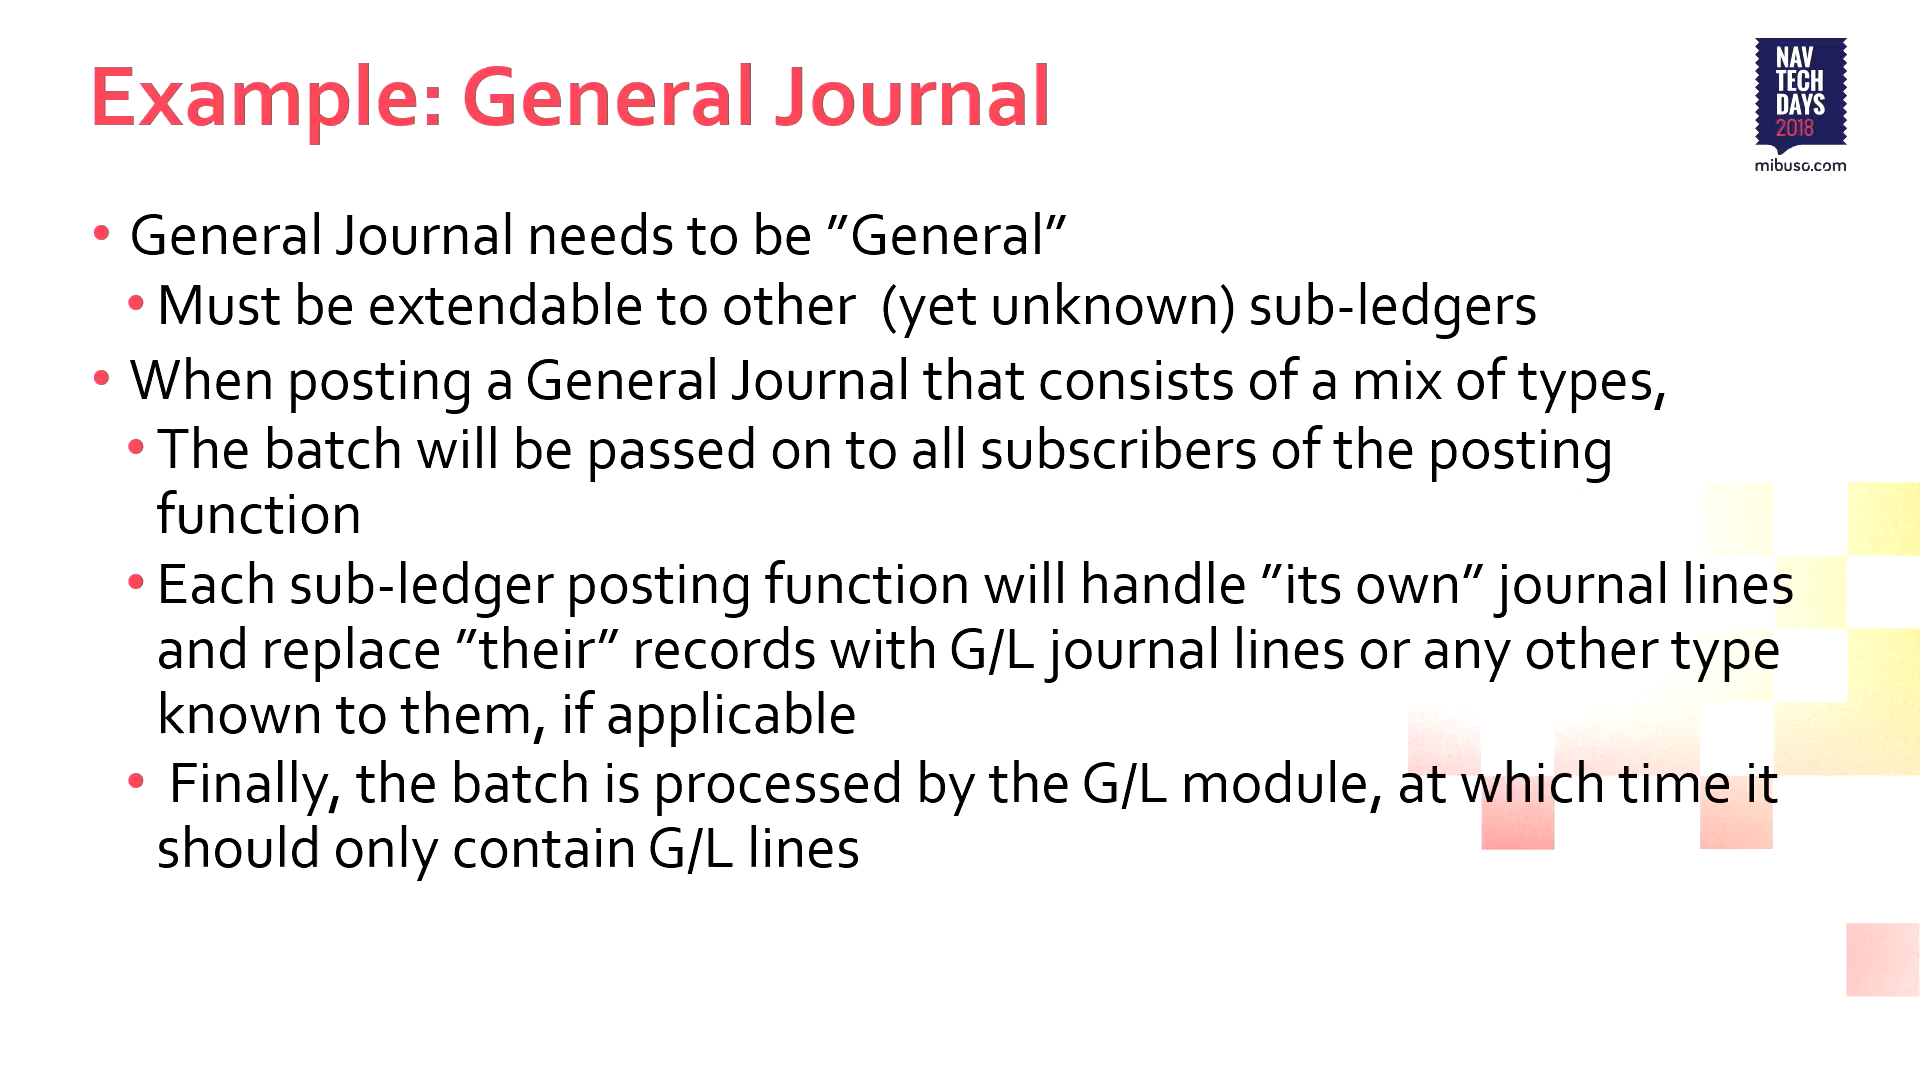 Example: General Journal
NAV
TECH
DAYS
2018
mibuso.com
• General Journal needs to be ”General”
• Must be extendable to other  (yet unknown) sub-ledgers
• When posting a General Journal that consists of a mix of types,
• The batch will be passed on to all subscribers of the posting
function
• Each sub-ledger posting function will handle ”its own” journal lines
and replace ”their” records with G/L journal lines or any other type
known to them, if applicable
• Finally, the batch is processed by the G/L module, at which time it
should only contain G/L lines